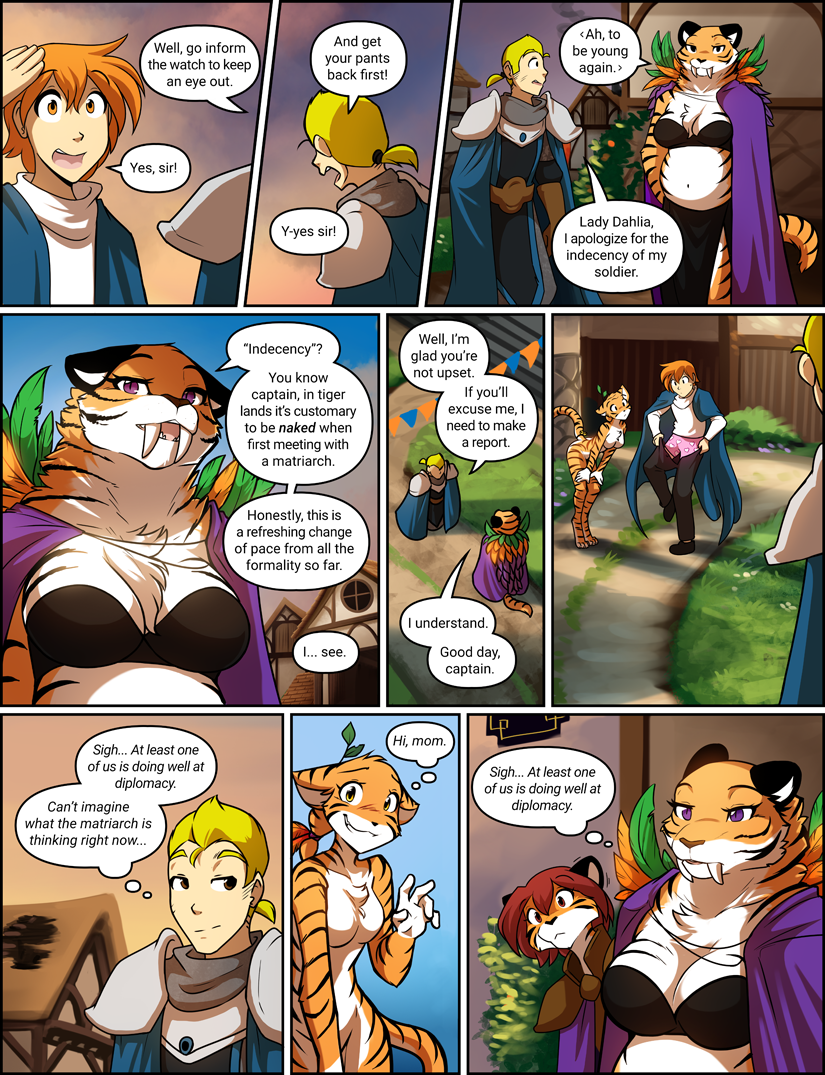 Well, go inform
the watch to keep
an eye out.
Yes, sir!
And get
your pants
back first!
Y-yes sir!
‹Ah, to
be young
again.›
Lady Dahlia,
I apologize for the
indecency of my
soldier.
“Indecency”?
You know
captain, in tiger
lands it’s customary
to be naked when
first meeting with
a matriarch.
Honestly, this is
a refreshing change
of pace from all the
formality so far.
I... see.
Well, I’m
glad you’re
not upset.
If you’ll
excuse me, I
need to make
a report.
I understand.
Good day,
captain.
Sigh... At least one
of us is doing well at
diplomacy.
Can’t imagine
what the matriarch is
thinking right now...
Hi, mom.
Sigh... At least one
of us is doing well at
diplomacy.